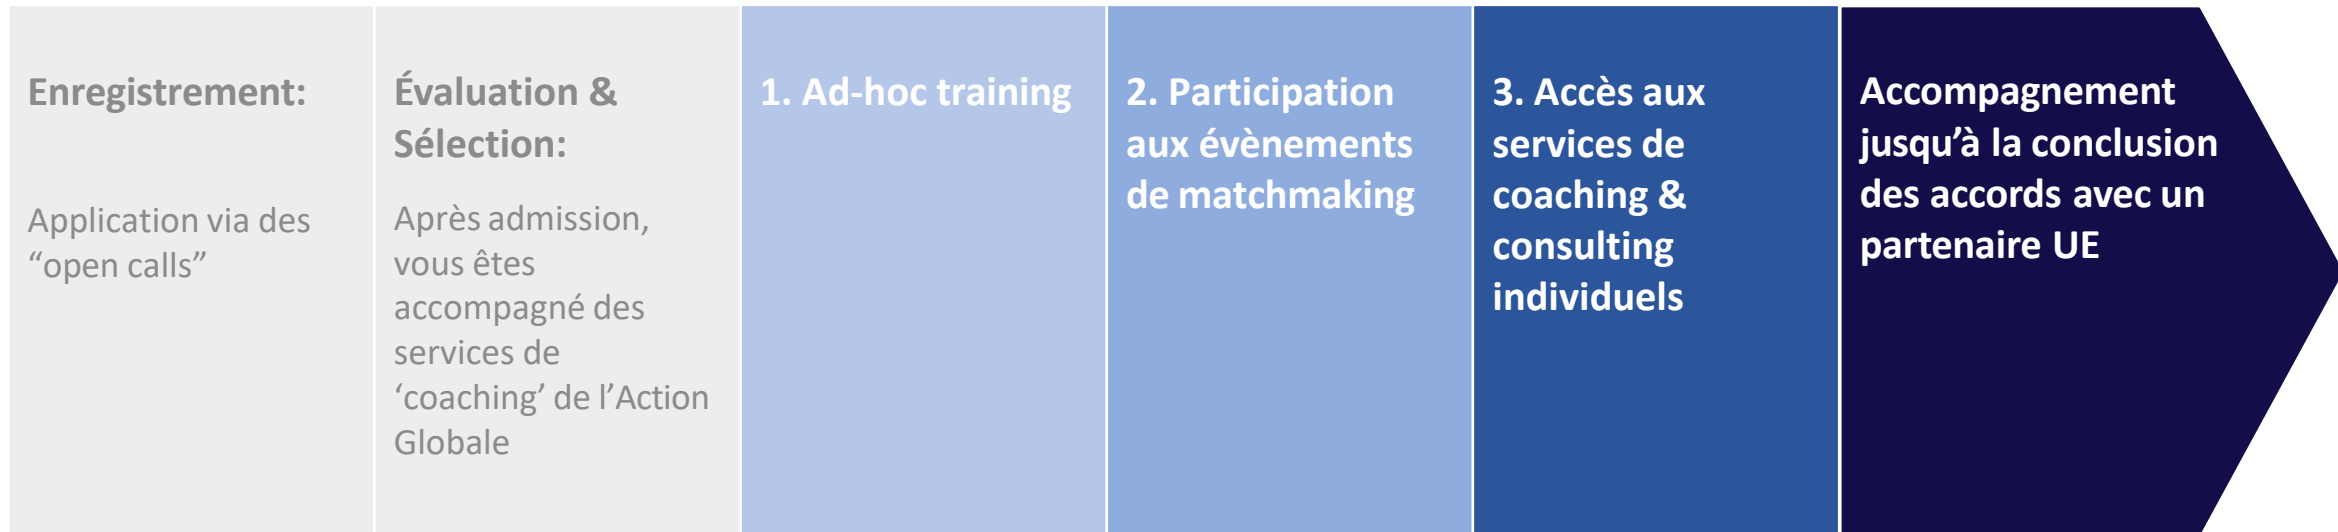 Enregistrement:
Application via des
“open calls”
Évaluation &
Sélection:
Après admission,
vous êtes
accompagné des
services de
‘coaching’ de l’Action
Globale
1. Ad-hoc training
2. Participation
aux évènements
de matchmaking
3. Accès aux
services de
coaching &
consulting
individuels
Accompagnement
jusqu’à la conclusion
des accords avec un
partenaire UE